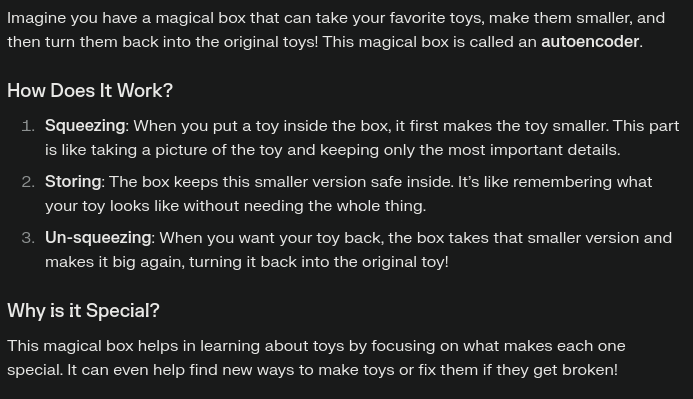 Imagine you have a magical box that can take your favorite toys, make them smaller, and
then turn them back into the original toys! This magical box is called an autoencoder.
How Does It Work?
1. Squeezing: When you put a toy inside the box, it first makes the toy smaller. This part
is like taking a picture of the toy and keeping only the most important details.
2. Storing: The box keeps this smaller version safe inside. It's like remembering what
your toy looks like without needing the whole thing.
3. Un-squeezing: When you want your toy back, the box takes that smaller version and
makes it big again, turning it back into the original toy!
Why is it Special?
This magical box helps in learning about toys by focusing on what makes each one
special. It can even help find new ways to make toys or fix them if they get broken!